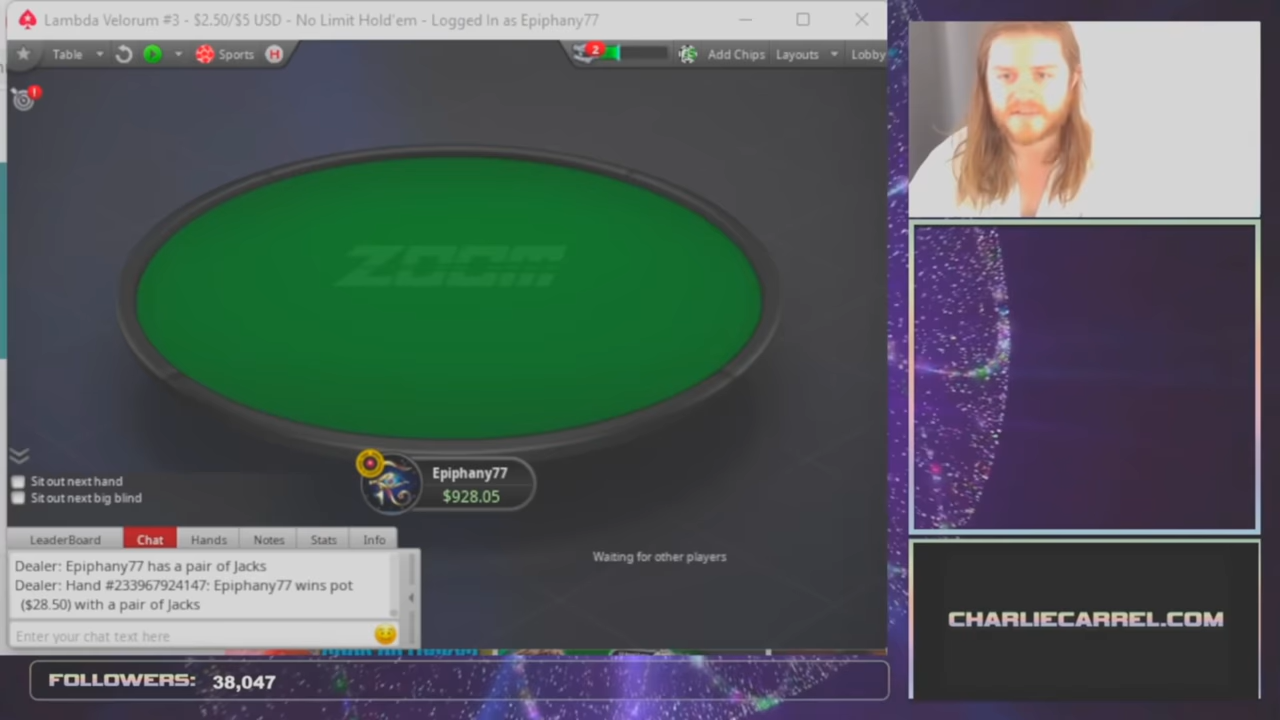 Lambda Velorum #3 - $2.50/$5 USD - No Limit Hold'em - Logged In as Epiphany77
Table
Sports
H
2
Add Chips
Layouts
Lobby
ZOOM
Epiphany77
$928.05
Sit out next hand
Sit out next big blind
LeaderBoard
Chat
Hands
Notes
Stats
Info
Dealer: Epiphany77 has a pair of Jacks
Dealer: Hand #233967924147: Epiphany77 wins pot
($28.50) with a pair of Jacks
Enter your chat text here
Waiting for other players
CHARLIECARREL.COM
FOLLOWERS: 38,047